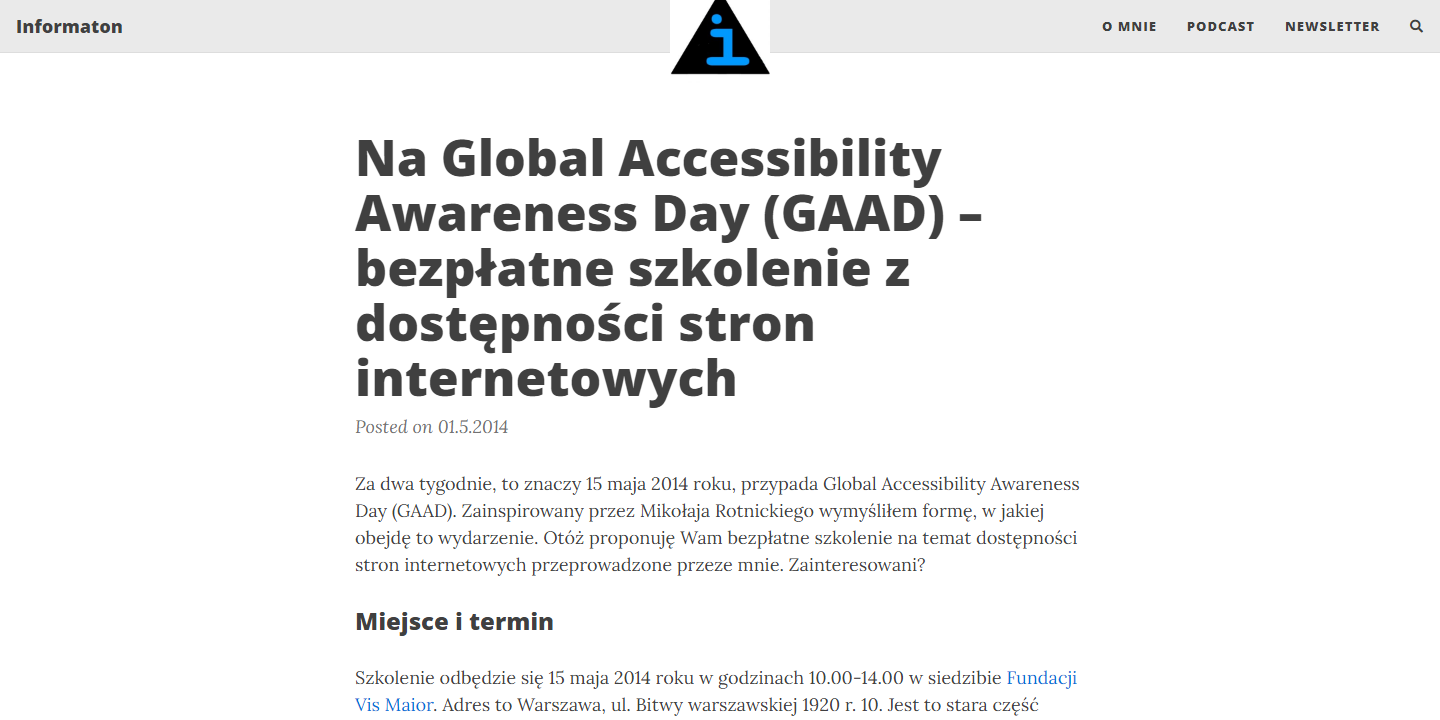 Informaton
i
O MNIE
PODCAST
NEWSLETTER
Na Global Accessibility
Awareness Day (GAAD) –
bezpłatne szkolenie z
dostępności stron
internetowych
Posted on 01.5.2014
Za dwa tygodnie, to znaczy 15 maja 2014 roku, przypada Global Accessibility Awareness
Day (GAAD). Zainspirowany przez Mikołaja Rotnickiego wymyśliłem formę, w jakiej
obejdę to wydarzenie. Otóż proponuję Wam bezpłatne szkolenie na temat dostępności
stron internetowych przeprowadzone przeze mnie. Zainteresowani?
Miejsce i termin
Szkolenie odbędzie się 15 maja 2014 roku w godzinach 10.00-14.00 w siedzibie Fundacji
Vis Maior. Adres to Warszawa, ul. Bitwy warszawskiej 1920 r. 10. Jest to stara część